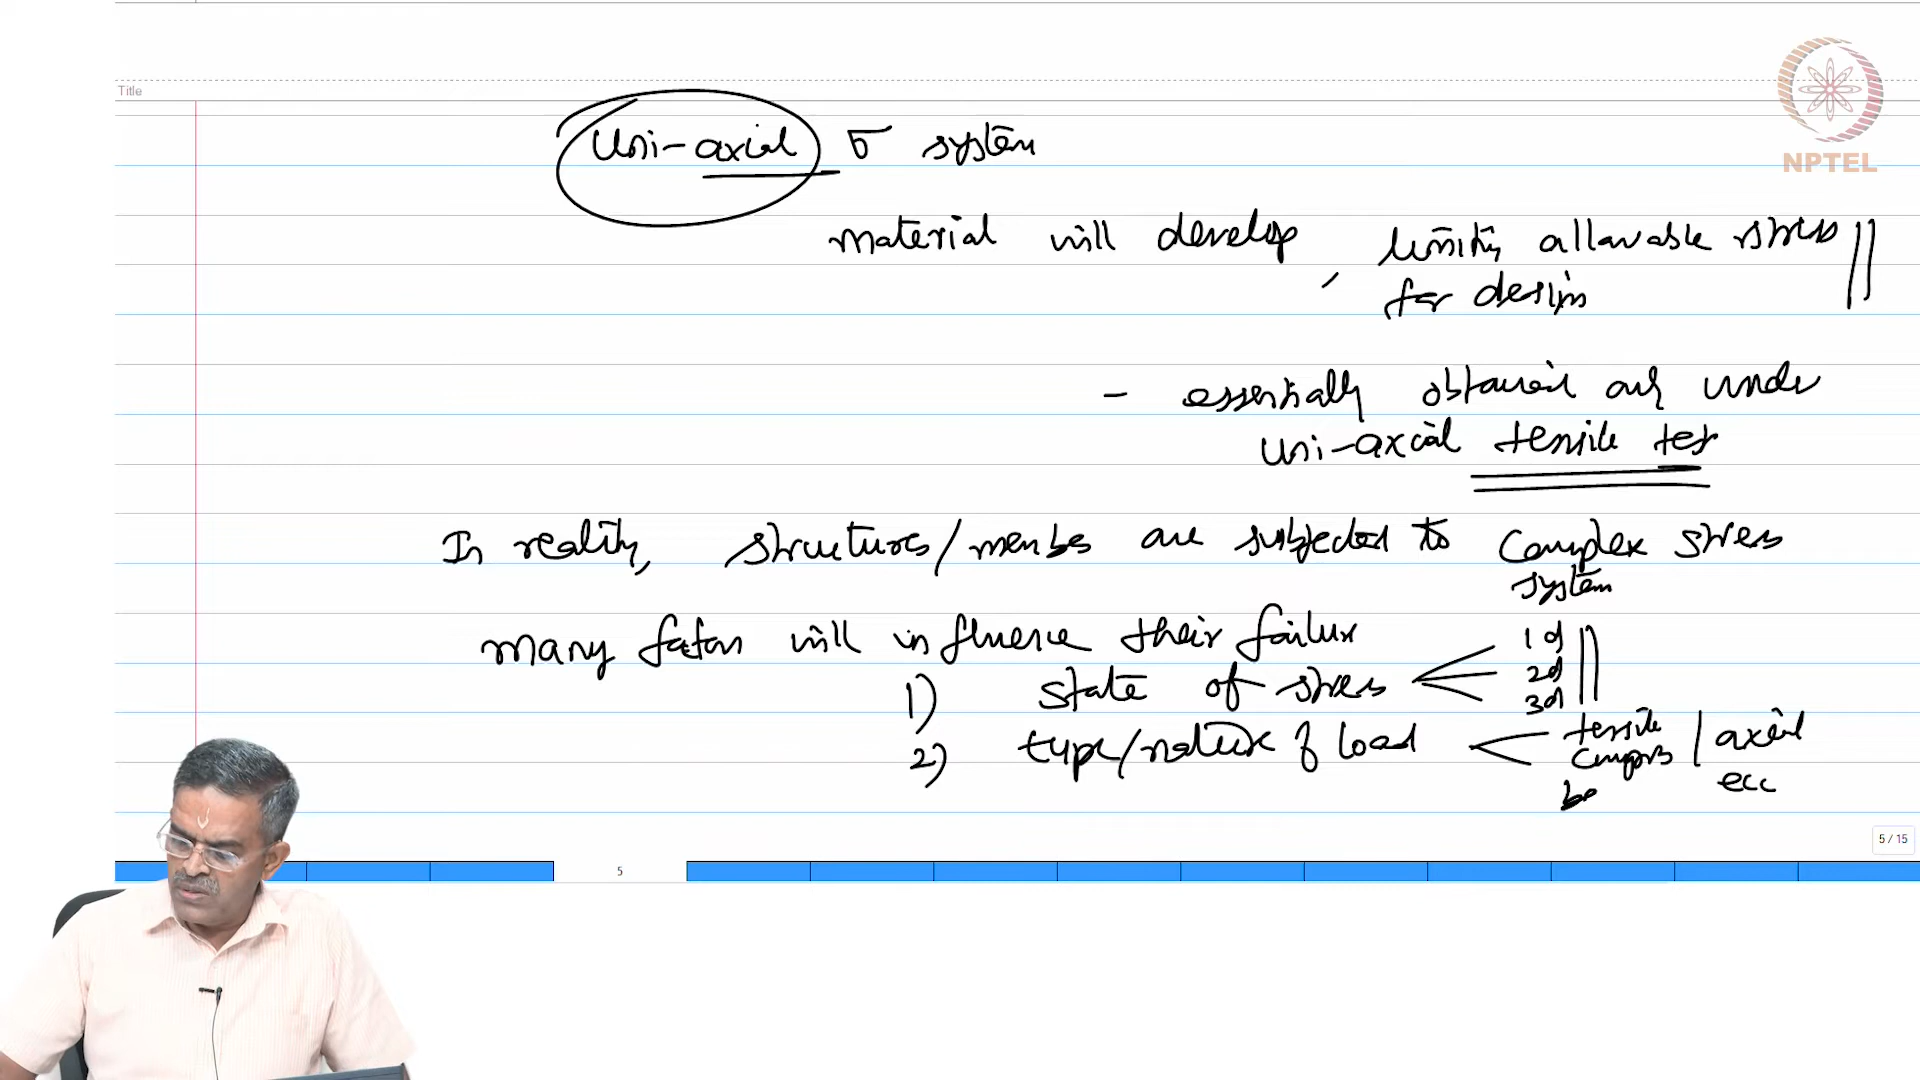 Title
NPTEL
Uni-axial σ system
material will develop, limiting allowable stress
for design
- essentially obtained only under
uni-axial tensile test
In reality, structures/members are subjected to complex stress
system
many factors will influence their failure
1) state of stress 1d
2d
3d
2) type/nature of load tensile / axial
compress ecc
be
5 / 15
5